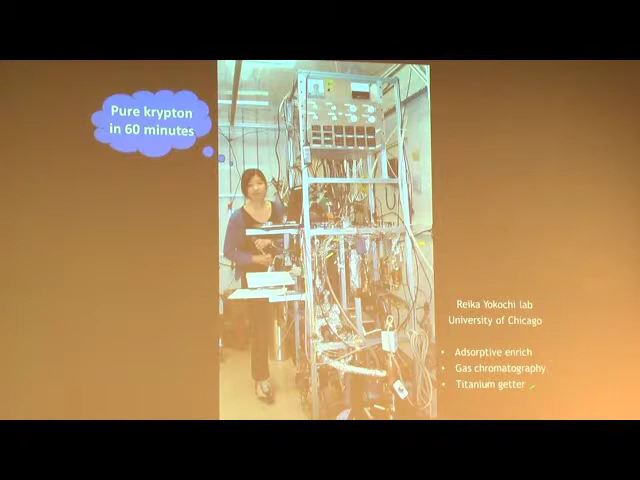 Pure krypton
in 60 minutes
Reika Yokochi lab
University of Chicago
• Adsorptive enrich
• Gas chromatography
• Titanium getter